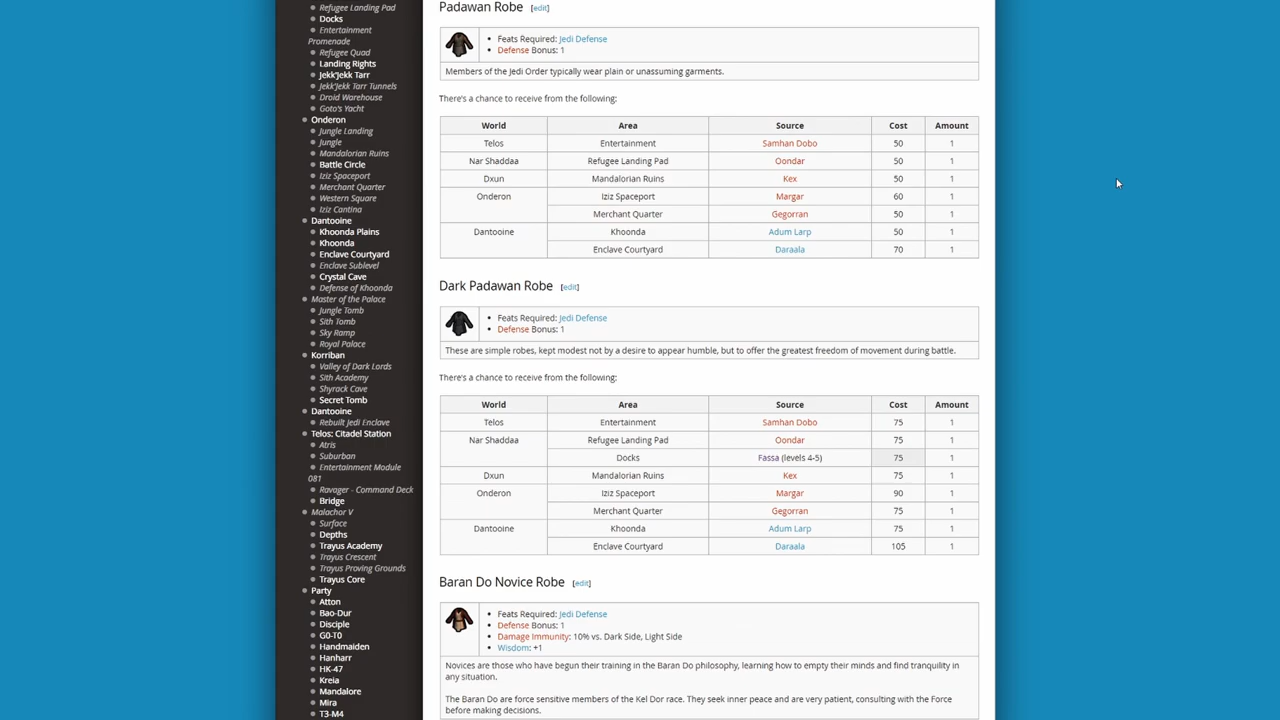 Refugee Landing Pad
Docks
Entertainment
Promenade
Refugee Quad
Landing Rights
Jekk'Jekk Tarr
Jekk'Jekk Tarr Tunnels
Droid Warehouse
Goto's Yacht
Onderon
Jungle Landing
Jungle
Mandalorian Ruins
Battle Circle
Iziz Spaceport
Merchant Quarter
Western Square
Iziz Cantina
Dantooine
Khoonda Plains
Khoonda
Enclave Courtyard
Enclave Sublevel
Crystal Cave
Defense of Khoonda
Master of the Palace
Jungle Tomb
Sith Tomb
Sky Ramp
Royal Palace
Korriban
Valley of Dark Lords
Sith Academy
Shyrack Cave
Secret Tomb
Dantooine
Rebuilt Jedi Enclave
Telos: Citadel Station
Atris
Suburban
Entertainment Module
081
Ravager - Command Deck
Bridge
Malachor V
Surface
Depths
Trayus Academy
Trayus Crescent
Trayus Proving Grounds
Trayus Core
Party
Atton
Bao-Dur
Disciple
G0-T0
Handmaiden
Hanharr
HK-47
Kreia
Mandalore
Mira
T3-M4
Padawan Robe [edit]
Feats Required: Jedi Defense
Defense Bonus: 1
Members of the Jedi Order typically wear plain or unassuming garments.
There's a chance to receive from the following:
World Area Source Cost Amount
Telos Entertainment Samhan Dobo 50 1
Nar Shaddaa Refugee Landing Pad Oondar 50 1
Dxun Mandalorian Ruins Kex 50 1
Onderon Iziz Spaceport Margar 60 1
Merchant Quarter Gegorran 50 1
Dantooine Khoonda Adum Larp 50 1
Enclave Courtyard Daraala 70 1
Dark Padawan Robe [edit]
Feats Required: Jedi Defense
Defense Bonus: 1
These are simple robes, kept modest not by a desire to appear humble, but to offer the greatest freedom of movement during battle.
There's a chance to receive from the following:
World Area Source Cost Amount
Telos Entertainment Samhan Dobo 75 1
Nar Shaddaa Refugee Landing Pad Oondar 75 1
Docks Fassa (levels 4-5) 75 1
Dxun Mandalorian Ruins Kex 75 1
Onderon Iziz Spaceport Margar 90 1
Merchant Quarter Gegorran 75 1
Dantooine Khoonda Adum Larp 75 1
Enclave Courtyard Daraala 105 1
Baran Do Novice Robe [edit]
Feats Required: Jedi Defense
Defense Bonus: 1
Damage Immunity: 10% vs. Dark Side, Light Side
Wisdom: +1
Novices are those who have begun their training in the Baran Do philosophy, learning how to empty their minds and find tranquility in
any situation.
The Baran Do are force sensitive members of the Kel Dor race. They seek inner peace and are very patient, consulting with the Force
before making decisions.